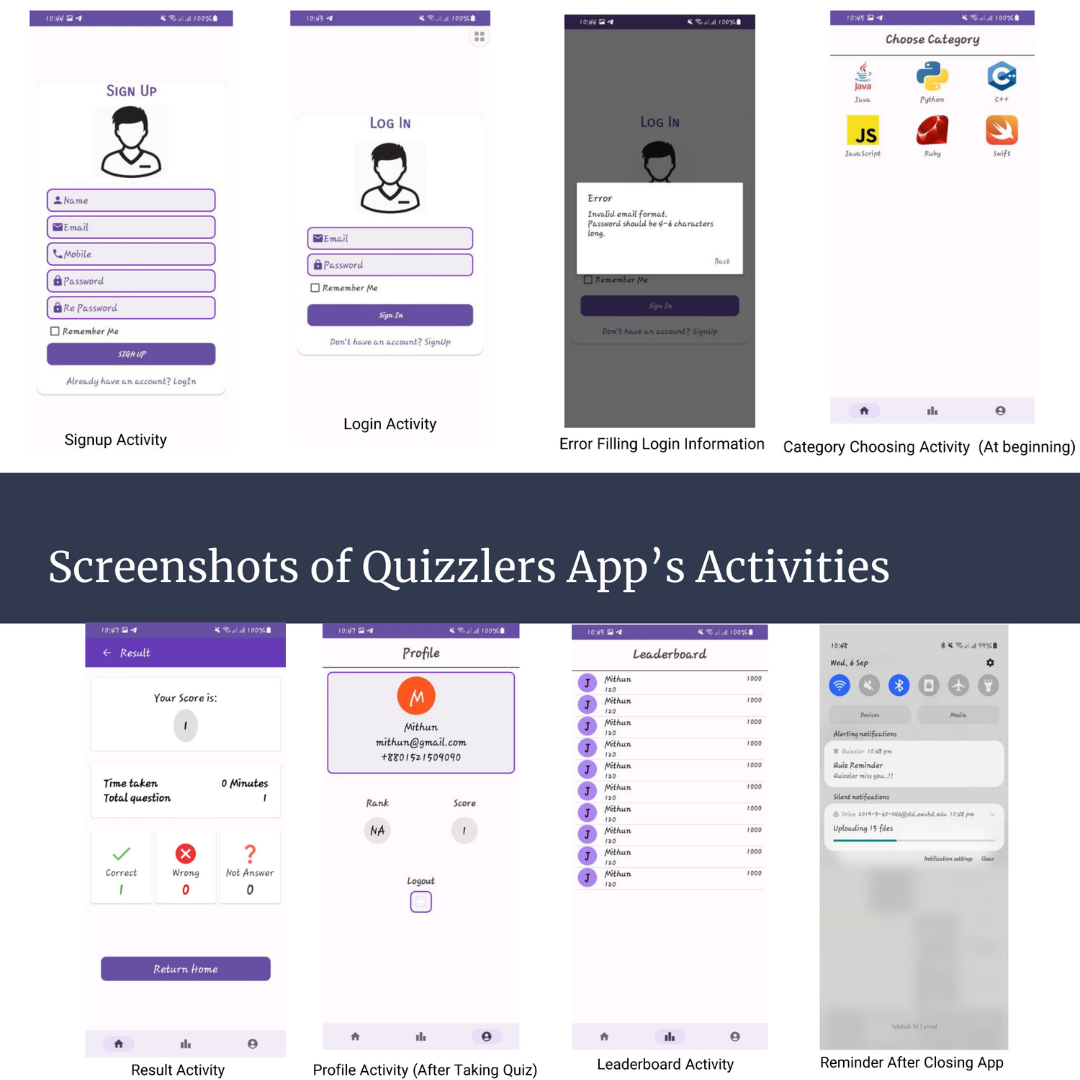 10:44
100%
SIGN UP
Name
Email
Mobile
Password
Re Password
Remember Me
SIGN UP
Already have an account? LogIn
Signup Activity
10:43
100%
LOG IN
Email
Password
Remember Me
Sign In
Don't have an account? SignUp
Login Activity
10:44
100%
LOG IN
Error
Invalid email format.
Password should be 4-6 characters
long.
Back
Remember Me
Sign In
Don't have an account? SignUp
Error Filling Login Information
10:45
100%
Choose Category
Java
Java
Python
C++
C++
JS
JavaScript
Ruby
Swift
Category Choosing Activity (At beginning)
Screenshots of Quizzlers App’s Activities
10:47
100%
Result
Your Score is:
1
Time taken 0 Minutes
Total question 1
Correct
1
Wrong
0
?
Not Answer
0
Return Home
Result Activity
10:47
100%
Profile
M
Mithun
mithun@gmail.com
+8801521509090
Rank Score
NA 1
Logout
Profile Activity (After Taking Quiz)
10:45
100%
Leaderboard
J Mithun 1000
120
J Mithun 1000
120
J Mithun 1000
120
J Mithun 1000
120
J Mithun 1000
120
J Mithun 1000
120
J Mithun 1000
120
J Mithun 1000
120
J Mithun 1000
120
J Mithun 1000
120
Leaderboard Activity
10:48
99%
Wed, 6 Sep
Devices Media
Alerting notifications
Quizzler 10:48 pm
Quiz Reminder
Quizzler miss you..!!
Silent notifications
Drive 2019-3-60-046@std.ewubd.edu 10:48 pm
Uploading 15 files
Notification settings Clear
Reminder After Closing App